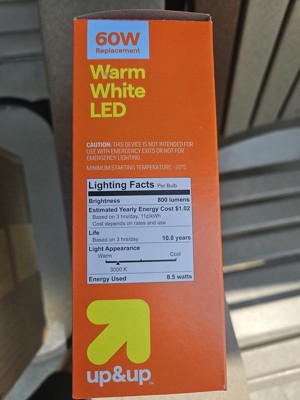 60W
Replacement
Warm
White
LED
CAUTION: THIS DEVICE IS NOT INTENDED FOR
USE WITH EMERGENCY EXITS OR NOT FOR
EMERGENCY LIGHTING.
MINIMUM STARTING TEMPERATURE: -20°C
Lighting Facts Per Bulb
Brightness 800 lumens
Estimated Yearly Energy Cost $1.02
Based on 3 hrs/day, 11¢/kWh
Cost depends on rates and use
Life
Based on 3 hrs/day 10.0 years
Light Appearance
Warm Cool
3000 K
Energy Used 8.5 watts
up&up